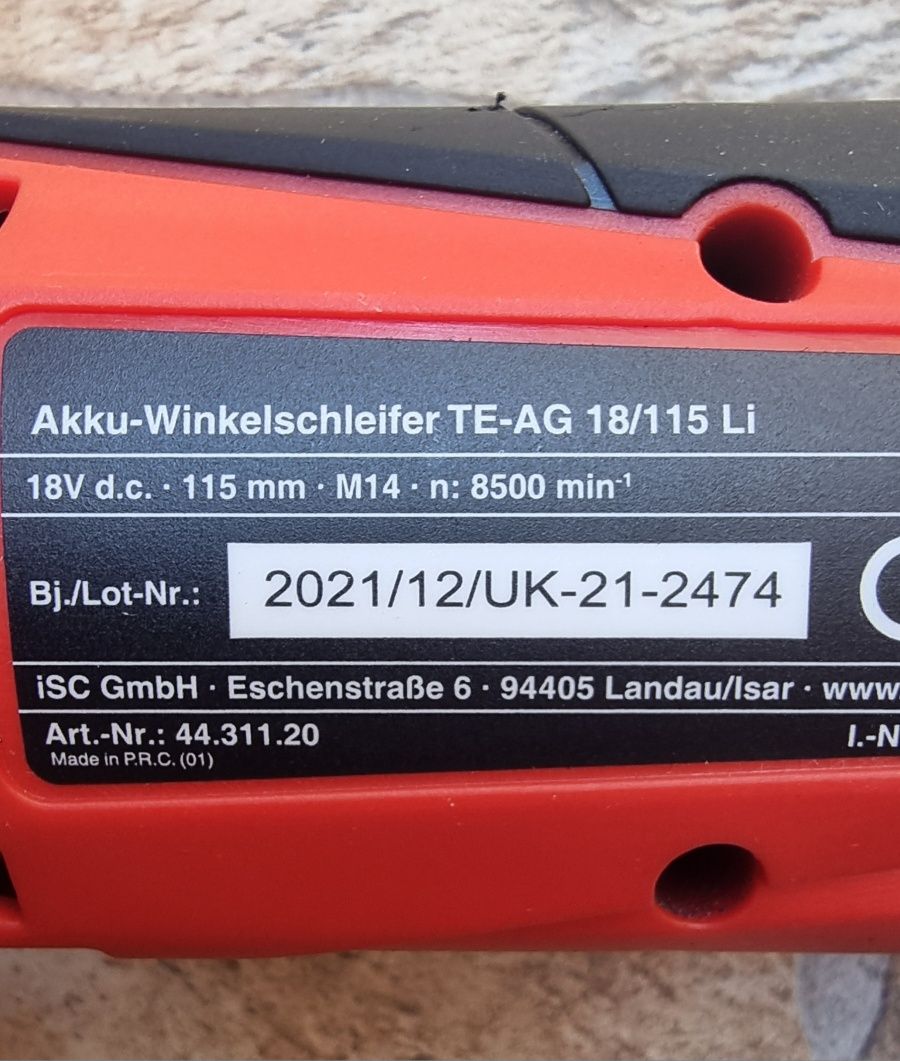 Akku-Winkelschleifer TE-AG 18/115 Li
18V d.c. · 115 mm · M14 · n: 8500 min⁻¹
Bj./Lot-Nr.: 2021/12/UK-21-2474
iSC GmbH · Eschenstraße 6 · 94405 Landau/Isar · www.
Art.-Nr.: 44.311.20 I.-N
Made in P.R.C. (01)